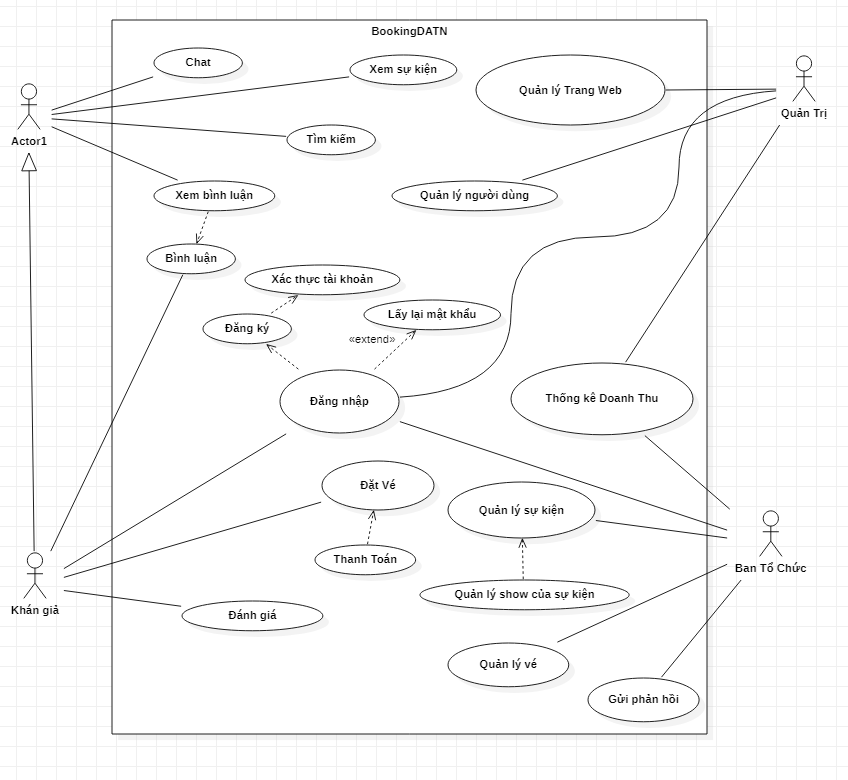 BookingDATN
Chat
Xem sự kiện
Quản lý Trang Web
Quản Trị
Actor1
Tìm kiếm
Xem bình luận
Quản lý người dùng
Bình luận
Xác thực tài khoản
Đăng ký
Lấy lại mật khẩu
«extend»
Đăng nhập
Thống kê Doanh Thu
Đặt Vé
Quản lý sự kiện
Thanh Toán
Ban Tổ Chức
Quản lý show của sự kiện
Khán giả
Đánh giá
Quản lý vé
Gửi phản hồi